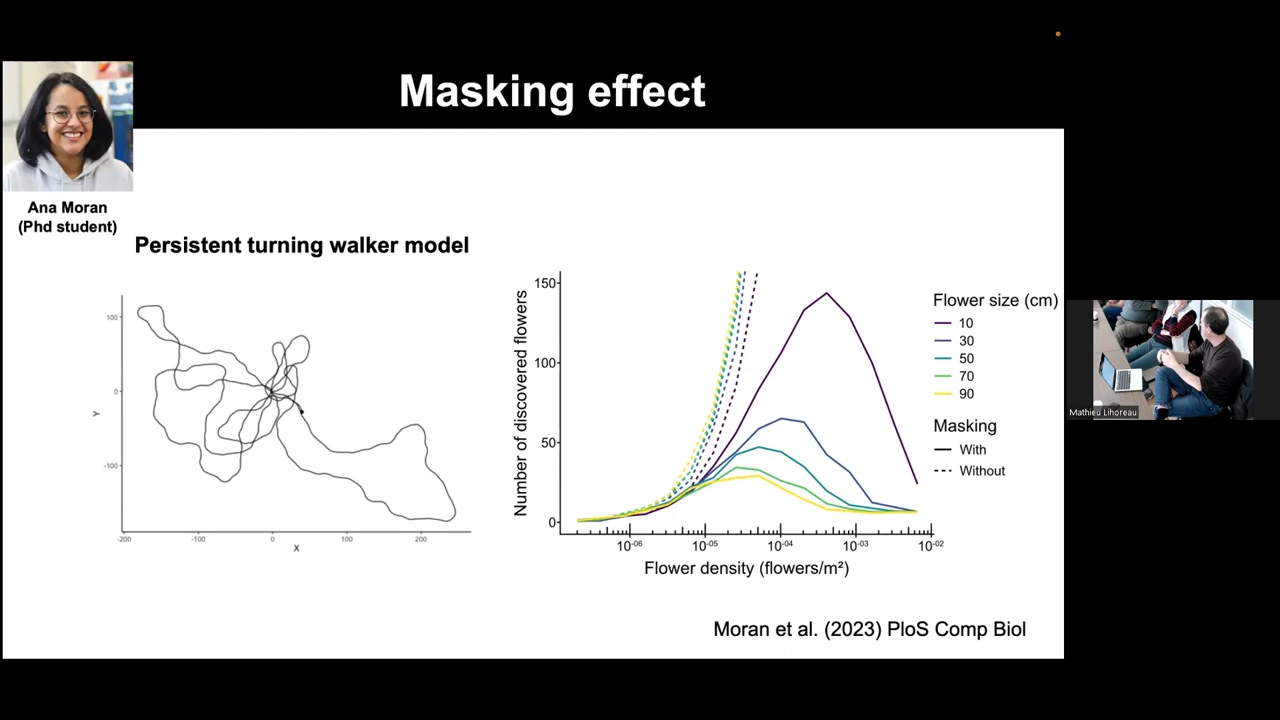 Masking effect
Ana Moran
(Phd student)
Persistent turning walker model
100
0
-100
Y
-200
-100
0
100
200
X
Number of discovered flowers
150
100
50
0
10-06
10-05
10-04
10-03
10-02
Flower density (flowers/m²)
Flower size (cm)
10
30
50
70
90
Masking
With
Without
Moran et al. (2023) PloS Comp Biol
Mathieu Lihoreau